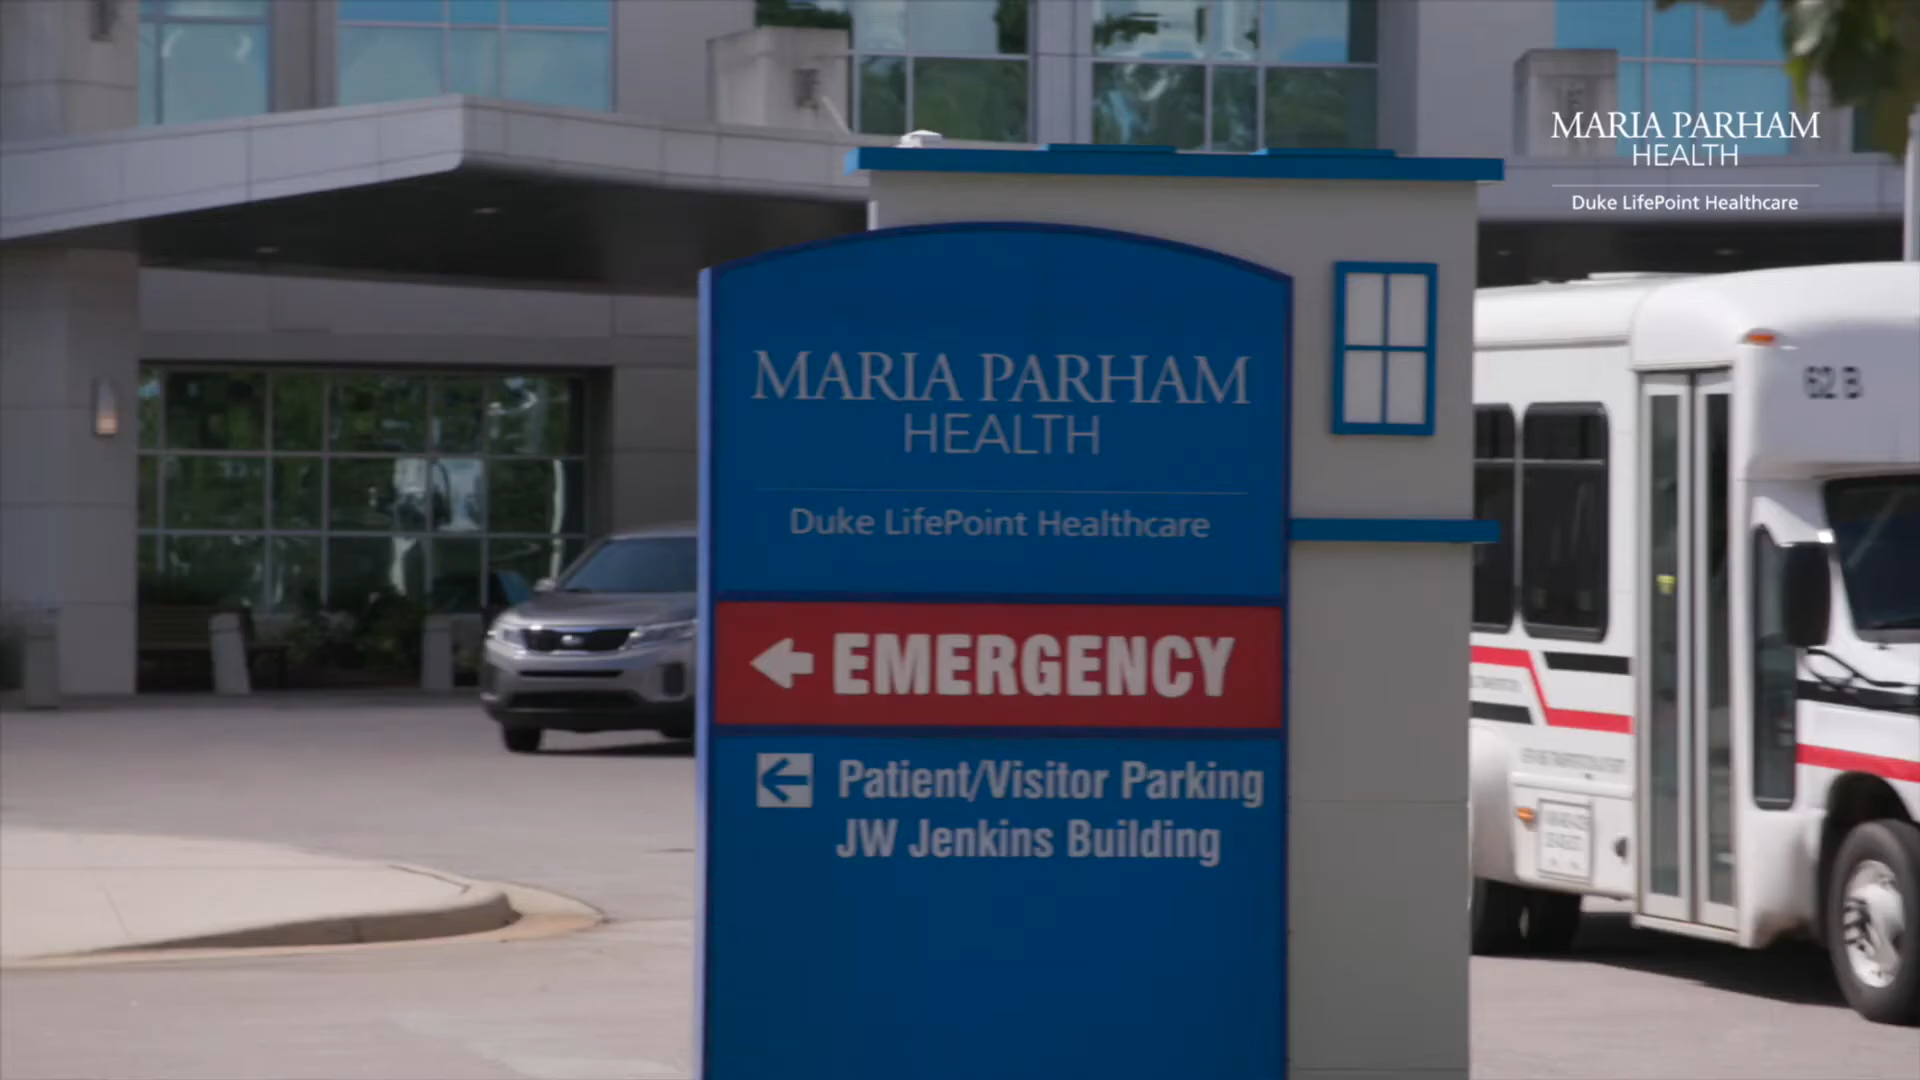 MARIA PARHAM
HEALTH
Duke LifePoint Healthcare
MARIA PARHAM
HEALTH
Duke LifePoint Healthcare
EMERGENCY
Patient/Visitor Parking
JW Jenkins Building
62 B